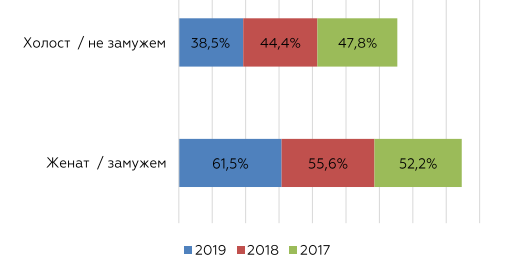 Холост / не замужем 38,5% 44,4% 47,8%
Женат / замужем 61,5% 55,6% 52,2%
2019 2018 2017